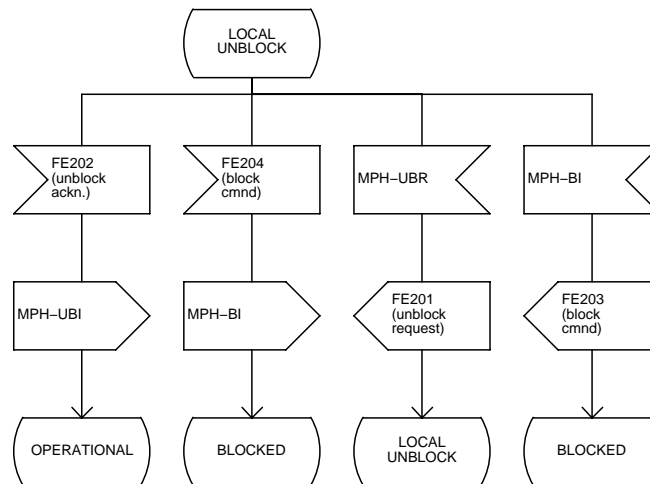 LOCAL
UNBLOCK
FE202
(unblock
ackn.)
FE204
(block
cmnd)
MPH−UBR
MPH−BI
MPH−UBI
MPH−BI
FE201
(unblock
request)
FE203
(block
cmnd)
OPERATIONAL
BLOCKED
LOCAL
UNBLOCK
BLOCKED